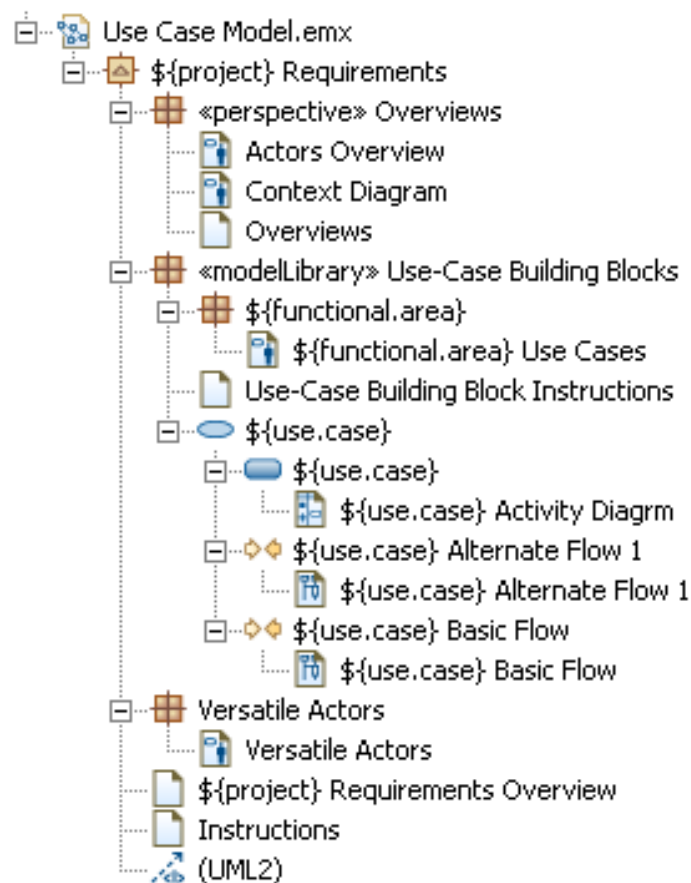 Use Case Model.emx
${project} Requirements
«perspective» Overviews
Actors Overview
Context Diagram
Overviews
«modelLibrary» Use-Case Building Blocks
${functional.area}
${functional.area} Use Cases
Use-Case Building Block Instructions
${use.case}
${use.case}
${use.case} Activity Diagrm
${use.case} Alternate Flow 1
${use.case} Alternate Flow 1
${use.case} Basic Flow
${use.case} Basic Flow
Versatile Actors
Versatile Actors
${project} Requirements Overview
Instructions
(UML2)